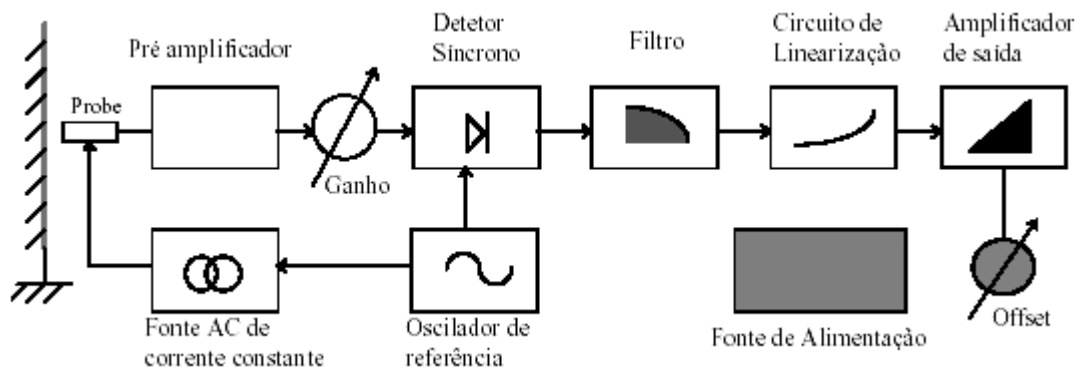 Pré amplificador
Detetor
Síncrono
Filtro
Circuito de
Linearização
Amplificador
de saída
Probe
Ganho
Fonte AC de
corrente constante
Oscilador de
referência
Fonte de Alimentação
Offset